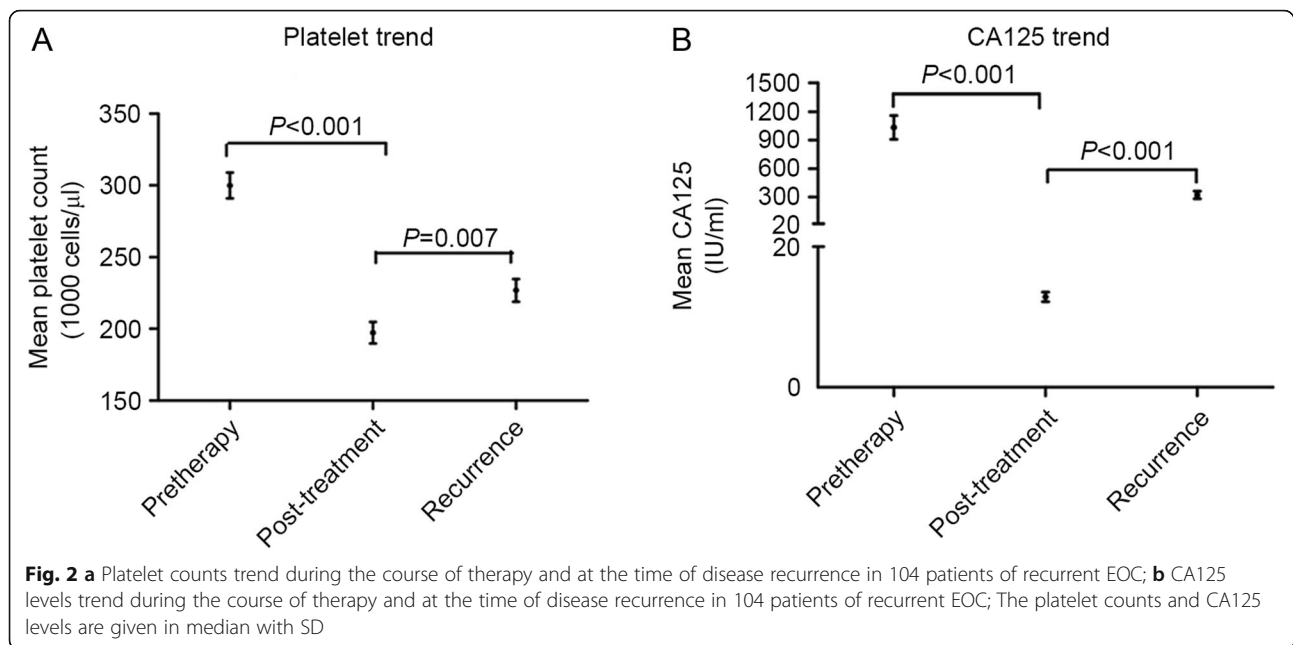 A
Platelet trend
Mean platelet count
(1000 cells/µl)
350
300
250
200
150
P<0.001
P=0.007
Pretherapy
Post-treatment
Recurrence
B
CA125 trend
Mean CA125
(IU/ml)
1500
1200
900
600
300
20
20
0
P<0.001
P<0.001
Pretherapy
Post-treatment
Recurrence
Fig. 2 a Platelet counts trend during the course of therapy and at the time of disease recurrence in 104 patients of recurrent EOC; b CA125
levels trend during the course of therapy and at the time of disease recurrence in 104 patients of recurrent EOC; The platelet counts and CA125
levels are given in median with SD